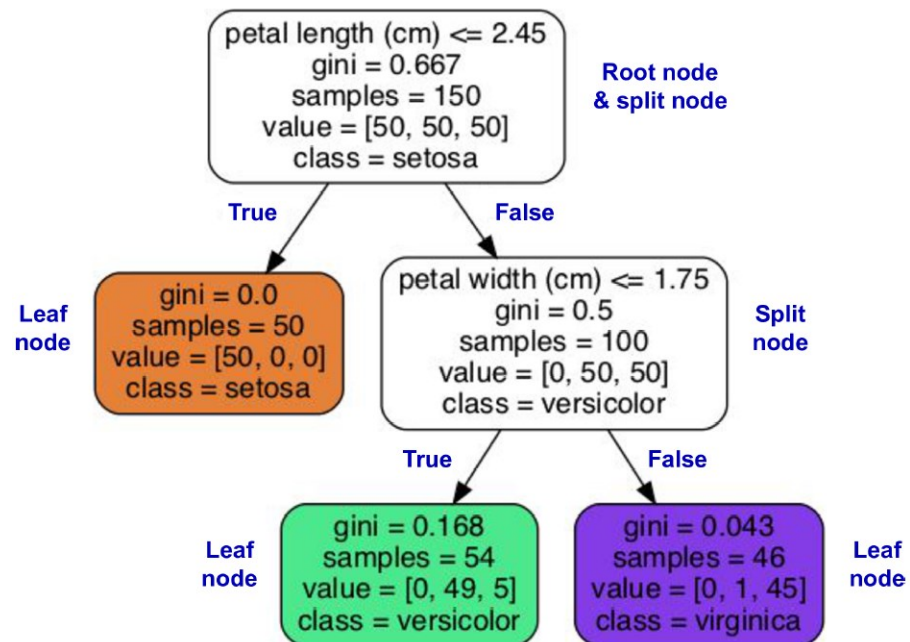 petal length (cm) <= 2.45
gini = 0.667
samples = 150
value = [50, 50, 50]
class = setosa
Root node
& split node
True
False
Leaf
node
gini = 0.0
samples = 50
value = [50, 0, 0]
class = setosa
petal width (cm) <= 1.75
gini = 0.5
samples = 100
value = [0, 50, 50]
class = versicolor
Split
node
True
False
Leaf
node
gini = 0.168
samples = 54
value = [0, 49, 5]
class = versicolor
gini = 0.043
samples = 46
value = [0, 1, 45]
class = virginica
Leaf
node